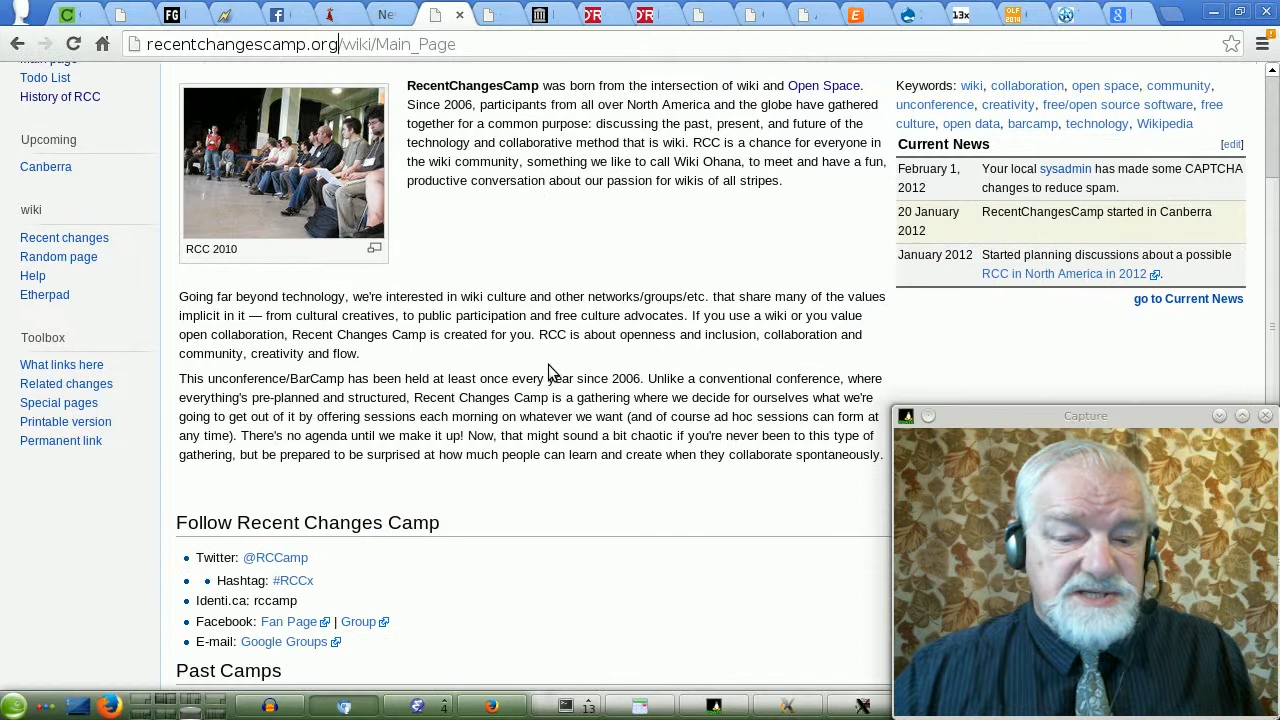 FG
Ne
13x
OLF
2014
recentchangescamp.org/wiki/Main_Page
Todo List
History of RCC
Upcoming
Canberra
wiki
Recent changes
Random page
Help
Etherpad
Toolbox
What links here
Related changes
Special pages
Printable version
Permanent link
RCC 2010
RecentChangesCamp was born from the intersection of wiki and Open Space.
Since 2006, participants from all over North America and the globe have gathered
together for a common purpose: discussing the past, present, and future of the
technology and collaborative method that is wiki. RCC is a chance for everyone in
the wiki community, something we like to call Wiki Ohana, to meet and have a fun,
productive conversation about our passion for wikis of all stripes.
Going far beyond technology, we're interested in wiki culture and other networks/groups/etc. that share many of the values
implicit in it — from cultural creatives, to public participation and free culture advocates. If you use a wiki or you value
open collaboration, Recent Changes Camp is created for you. RCC is about openness and inclusion, collaboration and
community, creativity and flow.
This unconference/BarCamp has been held at least once every year since 2006. Unlike a conventional conference, where
everything's pre-planned and structured, Recent Changes Camp is a gathering where we decide for ourselves what we're
going to get out of it by offering sessions each morning on whatever we want (and of course ad hoc sessions can form at
any time). There's no agenda until we make it up! Now, that might sound a bit chaotic if you're never been to this type of
gathering, but be prepared to be surprised at how much people can learn and create when they collaborate spontaneously.
Follow Recent Changes Camp
Twitter: @RCCamp
Hashtag: #RCCx
Identi.ca: rccamp
Facebook: Fan Page | Group
E-mail: Google Groups
Past Camps
Keywords: wiki, collaboration, open space, community,
unconference, creativity, free/open source software, free
culture, open data, barcamp, technology, Wikipedia
Current News [edit]
February 1, 2012 Your local sysadmin has made some CAPTCHA
changes to reduce spam.
20 January 2012 RecentChangesCamp started in Canberra
January 2012 Started planning discussions about a possible
RCC in North America in 2012.
go to Current News
Capture
4
13